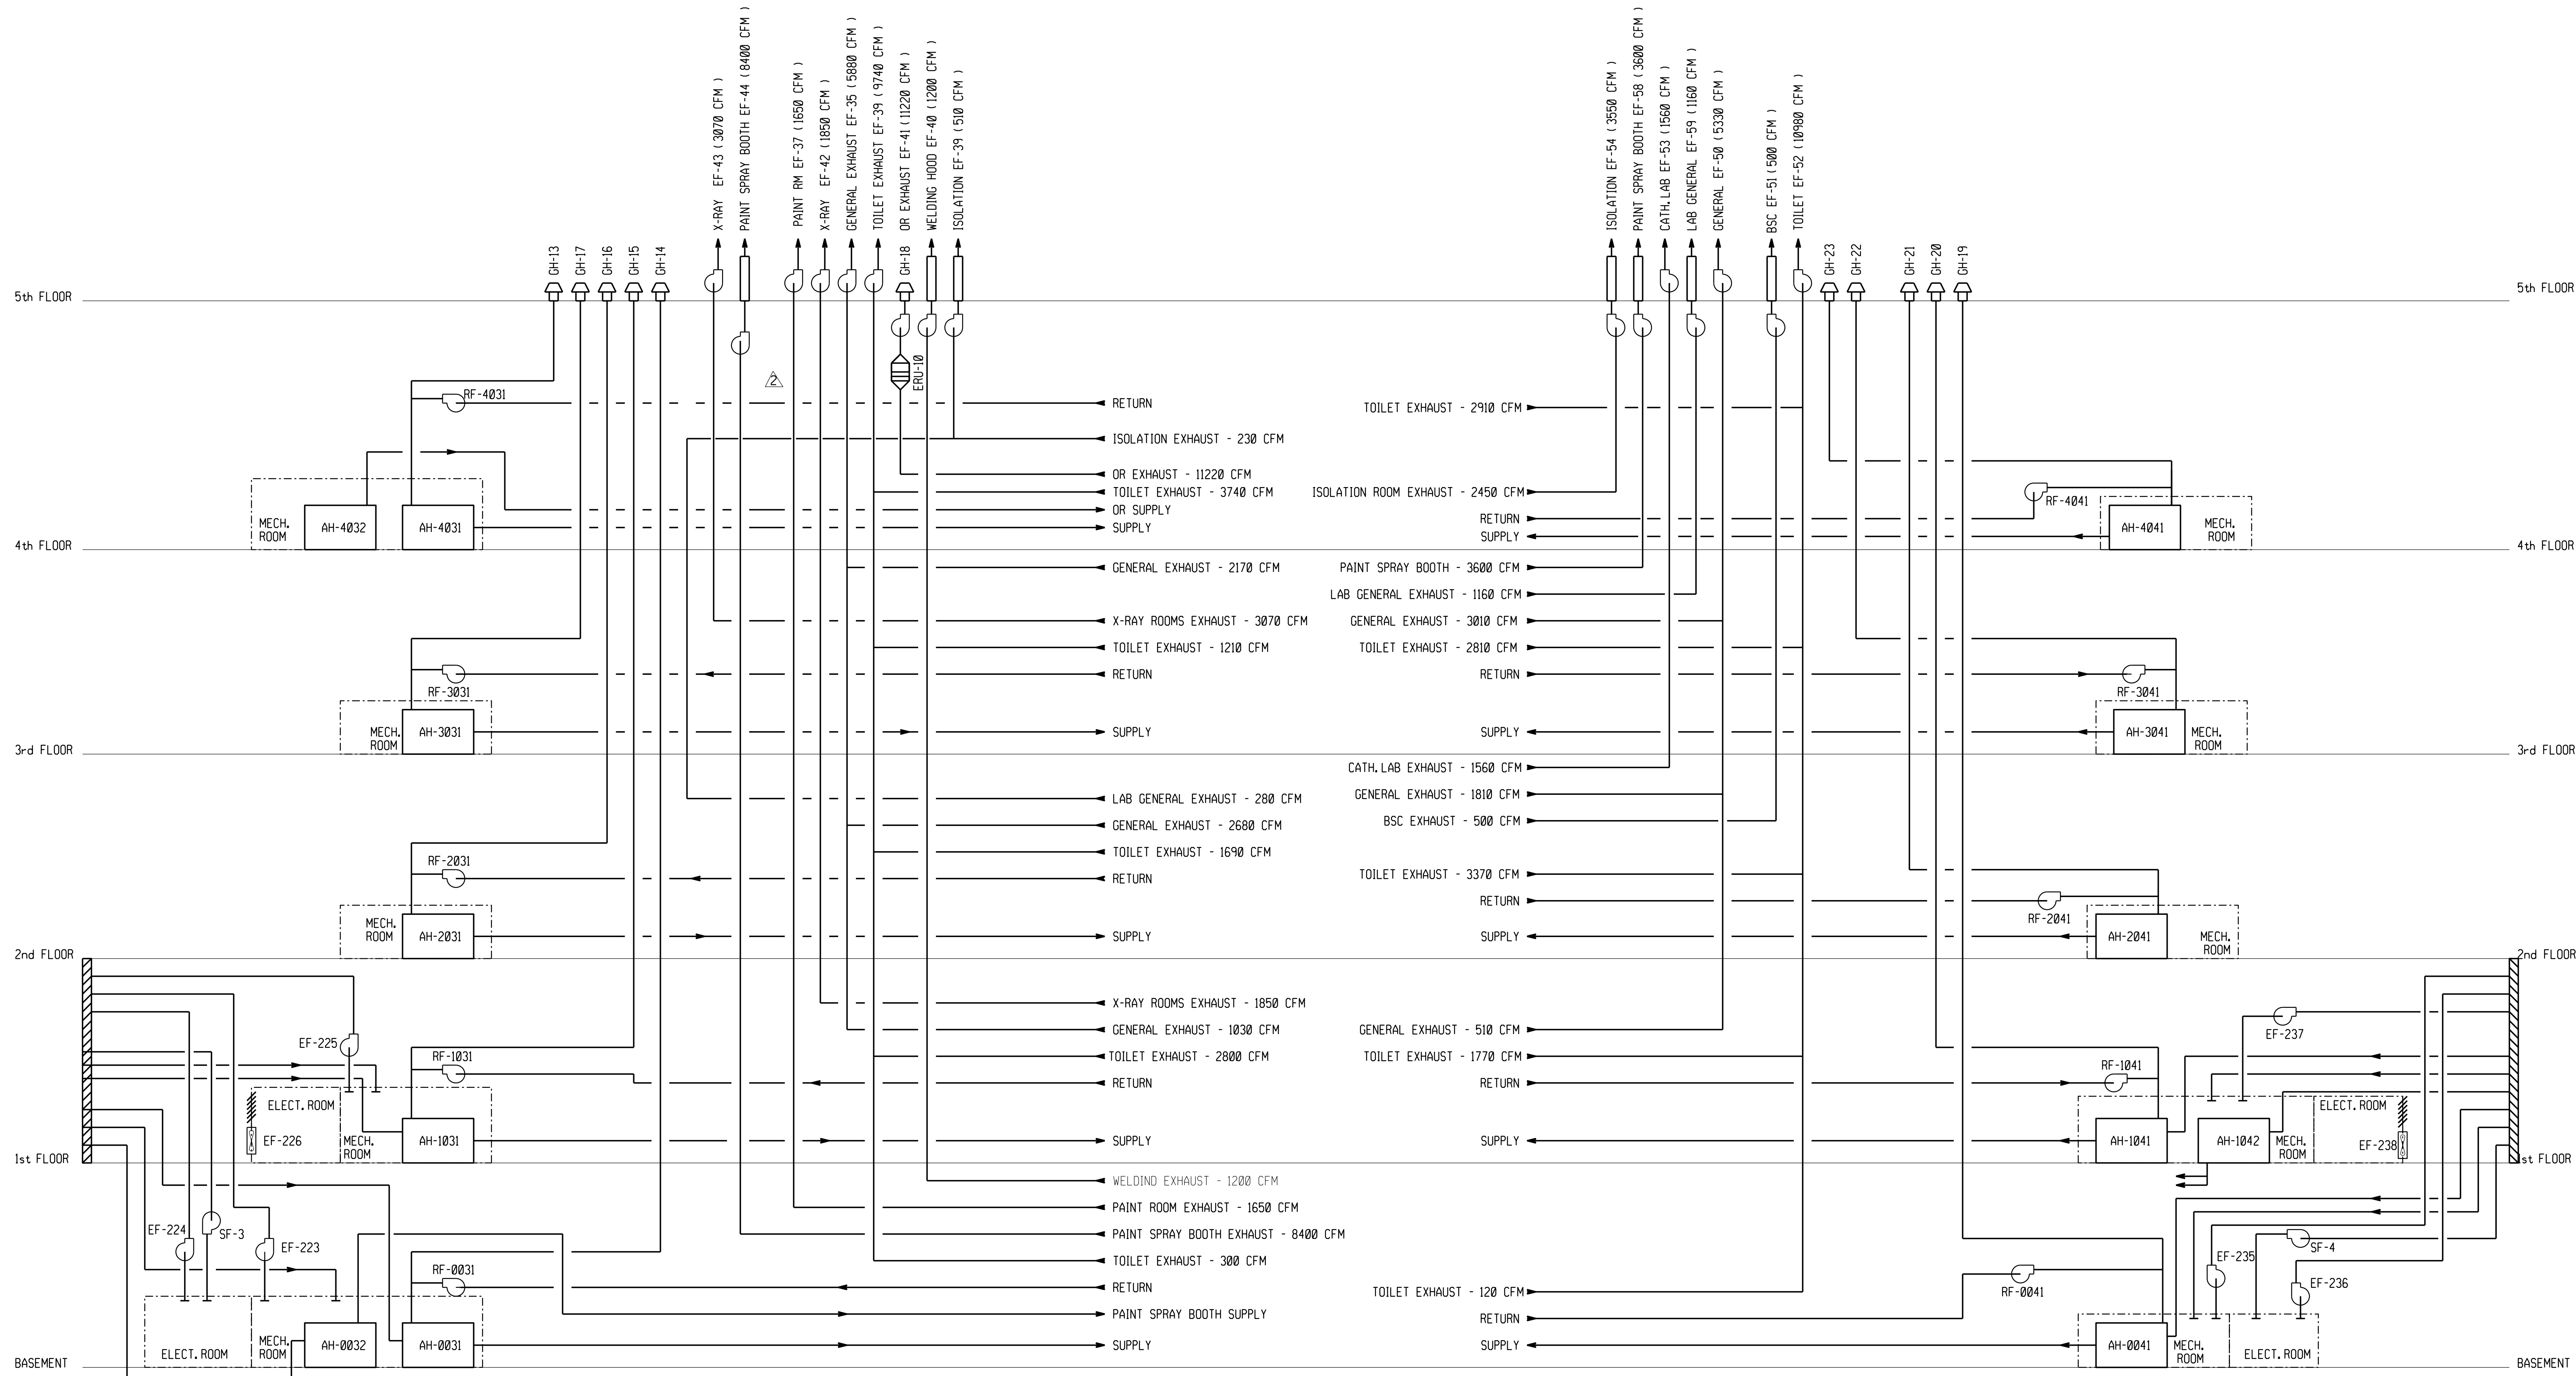 X-RAY EF-43 ( 3070 CFM )
PAINT SPRAY BOOTH EF-44 ( 8400 CFM )
PAINT RM EF-37 ( 1650 CFM )
X-RAY EF-42 ( 1850 CFM )
GENERAL EXHAUST EF-35 ( 5880 CFM )
TOILET EXHAUST EF-39 ( 9740 CFM )
OR EXHAUST EF-41 ( 11220 CFM )
WELDING HOOD EF-40 ( 1200 CFM )
ISOLATION EF-39 ( 510 CFM )
ISOLATION EF-54 ( 3550 CFM )
PAINT SPRAY BOOTH EF-58 ( 3600 CFM )
CATH.LAB EF-53 ( 1560 CFM )
LAB GENERAL EF-59 ( 1160 CFM )
GENERAL EF-50 ( 5330 CFM )
BSC EF-51 ( 500 CFM )
TOILET EF-52 ( 10980 CFM )
GH-13
GH-17
GH-16
GH-15
GH-14
GH-18
GH-23
GH-22
GH-21
GH-20
GH-19
5th FLOOR
5th FLOOR
ERU-10
2
RF-4031
RETURN
TOILET EXHAUST - 2910 CFM
ISOLATION EXHAUST - 230 CFM
OR EXHAUST - 11220 CFM
TOILET EXHAUST - 3740 CFM
ISOLATION ROOM EXHAUST - 2450 CFM
RF-4041
OR SUPPLY
RETURN
MECH.
ROOM
AH-4032
AH-4031
SUPPLY
SUPPLY
AH-4041
MECH.
ROOM
4th FLOOR
4th FLOOR
GENERAL EXHAUST - 2170 CFM
PAINT SPRAY BOOTH - 3600 CFM
LAB GENERAL EXHAUST - 1160 CFM
X-RAY ROOMS EXHAUST - 3070 CFM
GENERAL EXHAUST - 3010 CFM
TOILET EXHAUST - 1210 CFM
TOILET EXHAUST - 2810 CFM
RETURN
RETURN
RF-3031
RF-3041
MECH.
ROOM
AH-3031
SUPPLY
SUPPLY
AH-3041
MECH.
ROOM
3rd FLOOR
3rd FLOOR
CATH.LAB EXHAUST - 1560 CFM
LAB GENERAL EXHAUST - 280 CFM
GENERAL EXHAUST - 1810 CFM
GENERAL EXHAUST - 2680 CFM
BSC EXHAUST - 500 CFM
TOILET EXHAUST - 1690 CFM
RF-2031
TOILET EXHAUST - 3370 CFM
RETURN
RETURN
RF-2041
MECH.
ROOM
AH-2031
SUPPLY
SUPPLY
AH-2041
MECH.
ROOM
2nd FLOOR
2nd FLOOR
X-RAY ROOMS EXHAUST - 1850 CFM
GENERAL EXHAUST - 1030 CFM
GENERAL EXHAUST - 510 CFM
EF-225
EF-237
RF-1031
TOILET EXHAUST - 2800 CFM
TOILET EXHAUST - 1770 CFM
RF-1041
RETURN
RETURN
ELECT.ROOM
ELECT.ROOM
EF-226
MECH.
ROOM
AH-1031
SUPPLY
SUPPLY
AH-1041
AH-1042
MECH.
ROOM
EF-238
1st FLOOR
1st FLOOR
WELDIND EXHAUST - 1200 CFM
PAINT ROOM EXHAUST - 1650 CFM
EF-224
SF-3
EF-223
PAINT SPRAY BOOTH EXHAUST - 8400 CFM
SF-4
EF-235
TOILET EXHAUST - 300 CFM
RF-0031
RETURN
TOILET EXHAUST - 120 CFM
RF-0041
EF-236
PAINT SPRAY BOOTH SUPPLY
RETURN
ELECT.ROOM
MECH.
ROOM
AH-0032
AH-0031
SUPPLY
SUPPLY
AH-0041
MECH.
ROOM
ELECT.ROOM
BASEMENT
BASEMENT